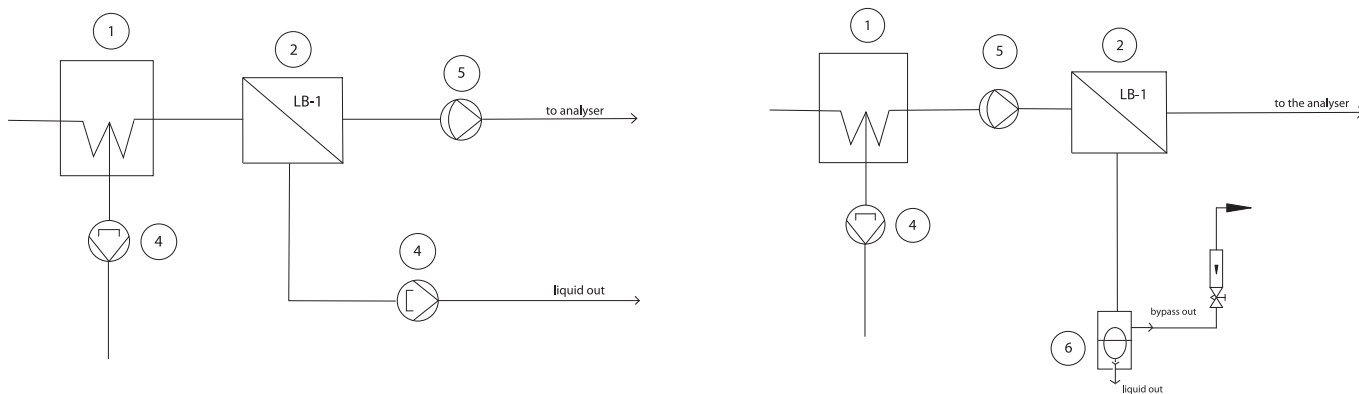 1
2
LB-1
5
to analyser
4
4
liquid out
1
5
2
LB-1
to the analyser
4
bypass out
6
liquid out